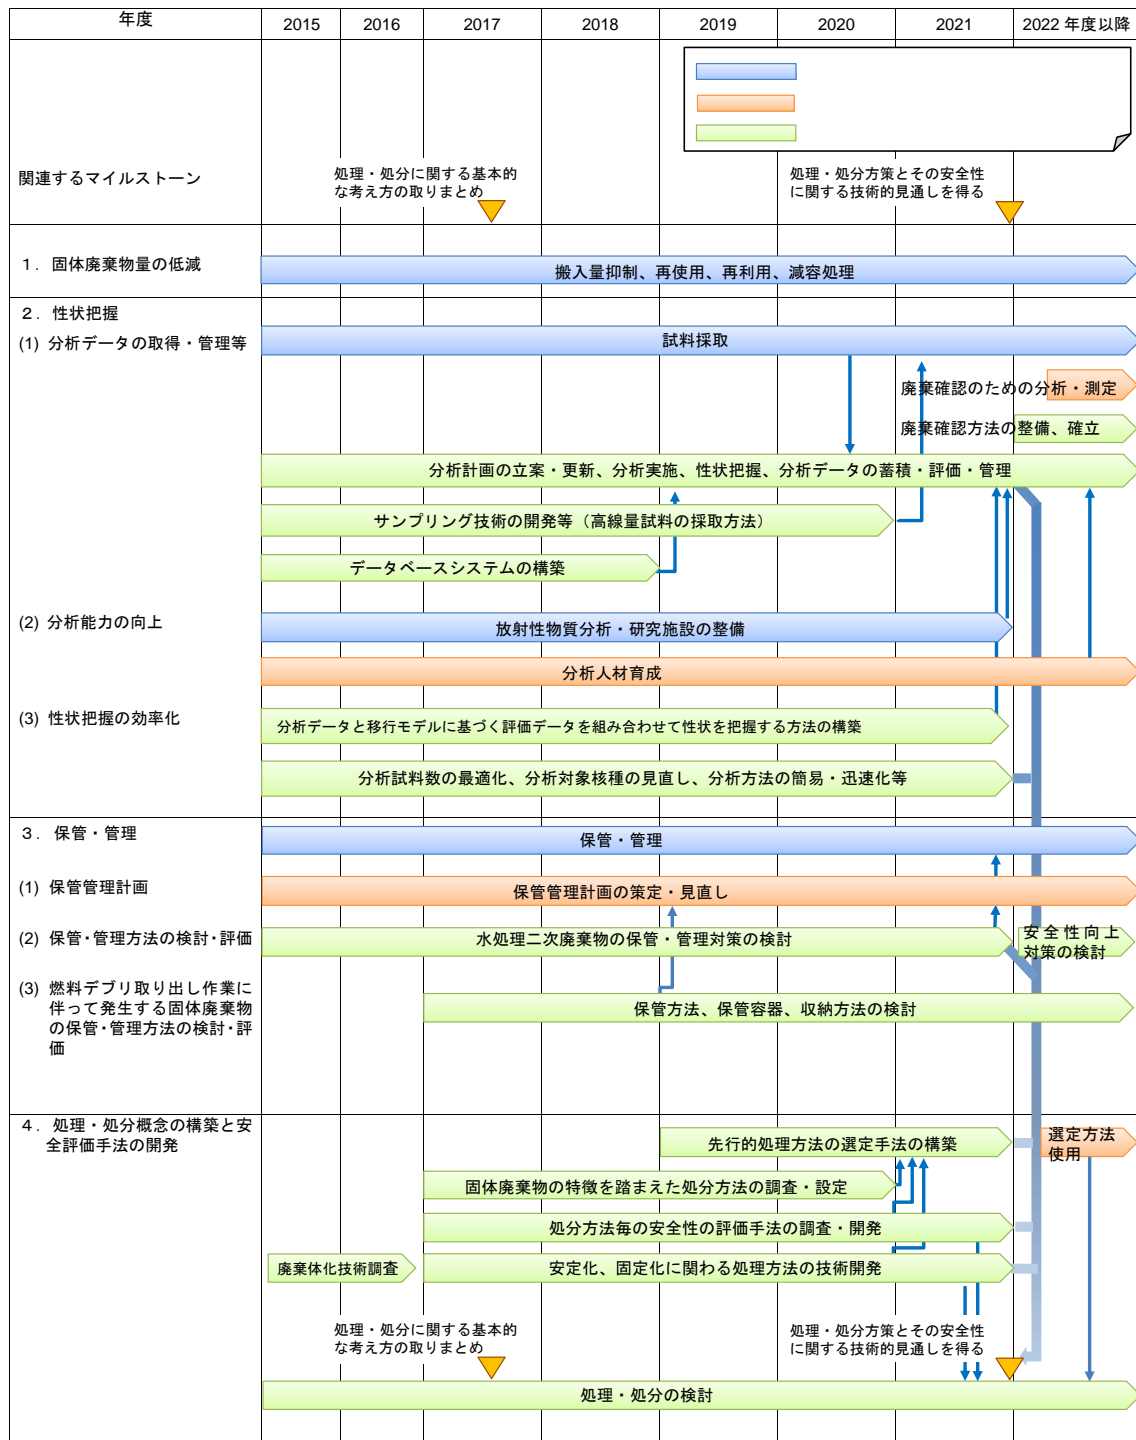 年度
2015
2016
2017
2018
2019
2020
2021
2022 年度以降
関連するマイルストーン
処理・処分に関する基本的
な考え方の取りまとめ
処理・処分方策とその安全性
に関する技術的見通しを得る
1．固体廃棄物量の低減
搬入量抑制、再使用、再利用、減容処理
2．性状把握
(1) 分析データの取得・管理等
試料採取
廃棄確認のための分析・測定
廃棄確認方法の整備、確立
分析計画の立案・更新、分析実施、性状把握、分析データの蓄積・評価・管理
サンプリング技術の開発等（高線量試料の採取方法）
データベースシステムの構築
(2) 分析能力の向上
放射性物質分析・研究施設の整備
分析人材育成
(3) 性状把握の効率化
分析データと移行モデルに基づく評価データを組み合わせて性状を把握する方法の構築
分析試料数の最適化、分析対象核種の見直し、分析方法の簡易・迅速化等
3．保管・管理
保管・管理
(1) 保管管理計画
保管管理計画の策定・見直し
(2) 保管・管理方法の検討・評価
水処理二次廃棄物の保管・管理対策の検討
安全性向上
対策の検討
(3) 燃料デブリ取り出し作業に
伴って発生する固体廃棄物
の保管・管理方法の検討・評
価
保管方法、保管容器、収納方法の検討
4．処理・処分概念の構築と安
全評価手法の開発
先行的処理方法の選定手法の構築
選定方法
使用
固体廃棄物の特徴を踏まえた処分方法の調査・設定
処分方法毎の安全性の評価手法の調査・開発
廃棄体化技術調査
安定化、固定化に関わる処理方法の技術開発
処理・処分に関する基本的
な考え方の取りまとめ
処理・処分方策とその安全性
に関する技術的見通しを得る
処理・処分の検討